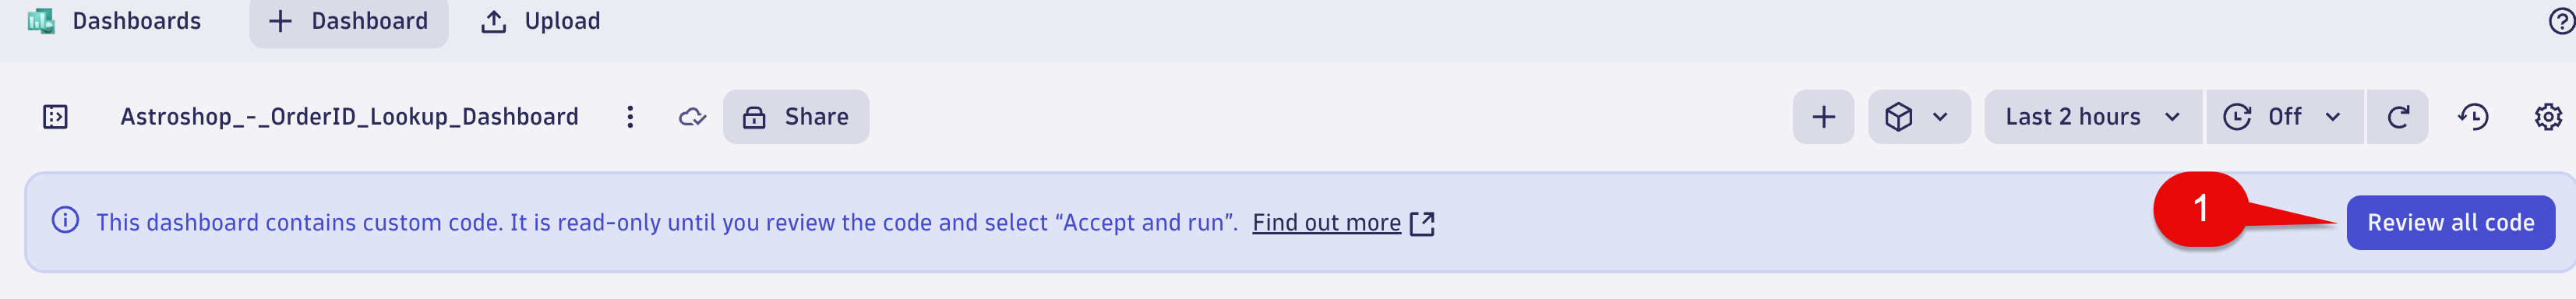 Dashboards + Dashboard Upload
Astroshop_-_OrderID_Lookup_Dashboard Share Last 2 hours Off
This dashboard contains custom code. It is read-only until you review the code and select “Accept and run”. Find out more 1 Review all code